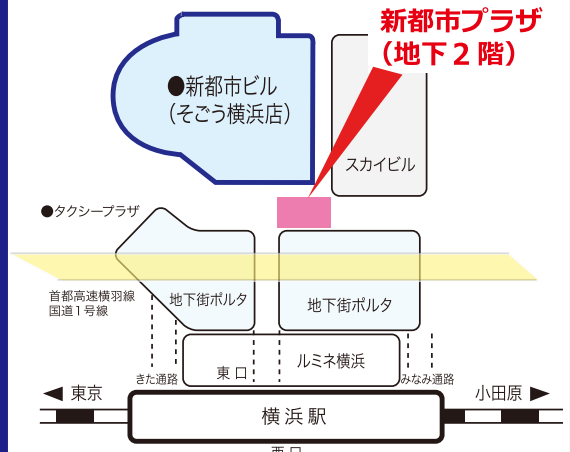 新都市プラザ
（地下２階）
●新都市ビル
（そごう横浜店）
スカイビル
●タクシープラザ
首都高速横羽線
国道1号線
地下街ポルタ
地下街ポルタ
きた通路
東口
ルミネ横浜
みなみ通路
東京
小田原
横浜駅
西口